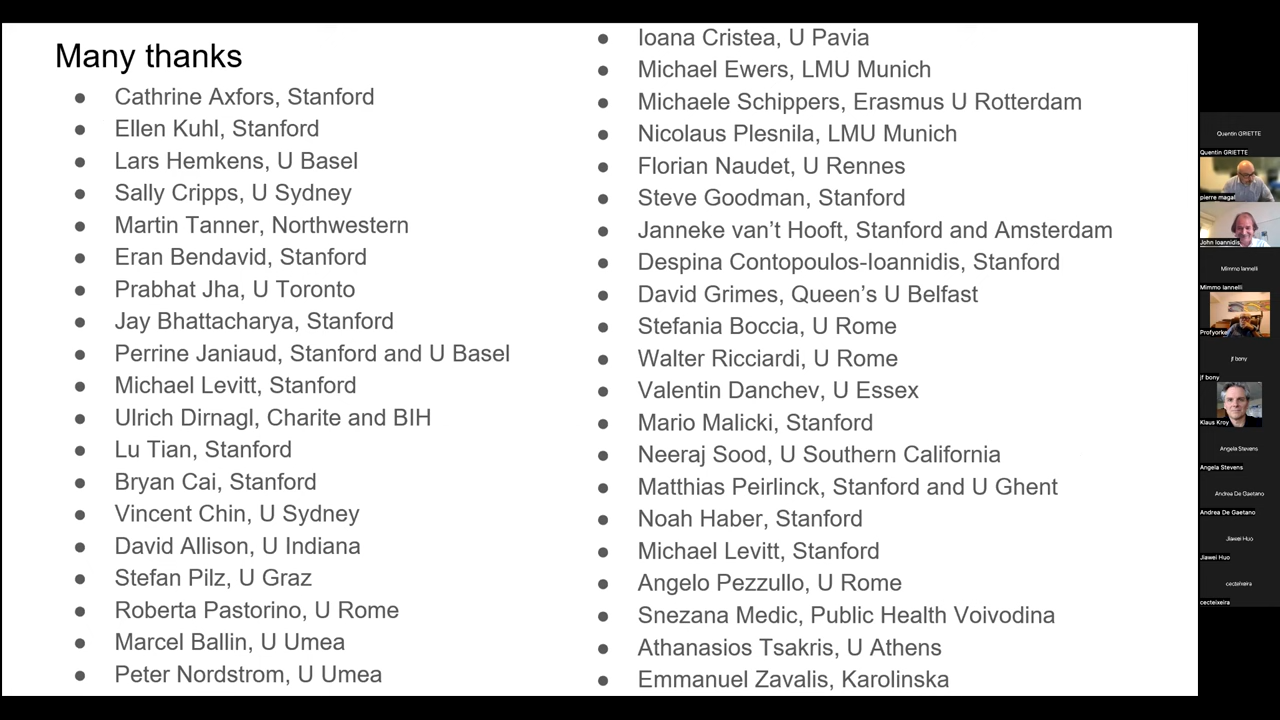 Many thanks
Cathrine Axfors, Stanford
Ellen Kuhl, Stanford
Lars Hemkens, U Basel
Sally Cripps, U Sydney
Martin Tanner, Northwestern
Eran Bendavid, Stanford
Prabhat Jha, U Toronto
Jay Bhattacharya, Stanford
Perrine Janiaud, Stanford and U Basel
Michael Levitt, Stanford
Ulrich Dirnagl, Charite and BIH
Lu Tian, Stanford
Bryan Cai, Stanford
Vincent Chin, U Sydney
David Allison, U Indiana
Stefan Pilz, U Graz
Roberta Pastorino, U Rome
Marcel Ballin, U Umea
Peter Nordstrom, U Umea
Ioana Cristea, U Pavia
Michael Ewers, LMU Munich
Michaele Schippers, Erasmus U Rotterdam
Nicolaus Plesnila, LMU Munich
Florian Naudet, U Rennes
Steve Goodman, Stanford
Janneke van’t Hooft, Stanford and Amsterdam
Despina Contopoulos-Ioannidis, Stanford
David Grimes, Queen’s U Belfast
Stefania Boccia, U Rome
Walter Ricciardi, U Rome
Valentin Danchev, U Essex
Mario Malicki, Stanford
Neeraj Sood, U Southern California
Matthias Peirlinck, Stanford and U Ghent
Noah Haber, Stanford
Michael Levitt, Stanford
Angelo Pezzullo, U Rome
Snezana Medic, Public Health Voivodina
Athanasios Tsakris, U Athens
Emmanuel Zavalis, Karolinska
Quentin GRIETTE
Quentin GRIETTE
pierre magal
John Ioannidis
Mimmo Iannelli
Mimmo Iannelli
Profyorke
jf bony
jf bony
Klaus Kroy
Angela Stevens
Angela Stevens
Andrea De Gaetano
Andrea De Gaetano
Jiawei Huo
Jiawei Huo
cecteixeira
cecteixeira